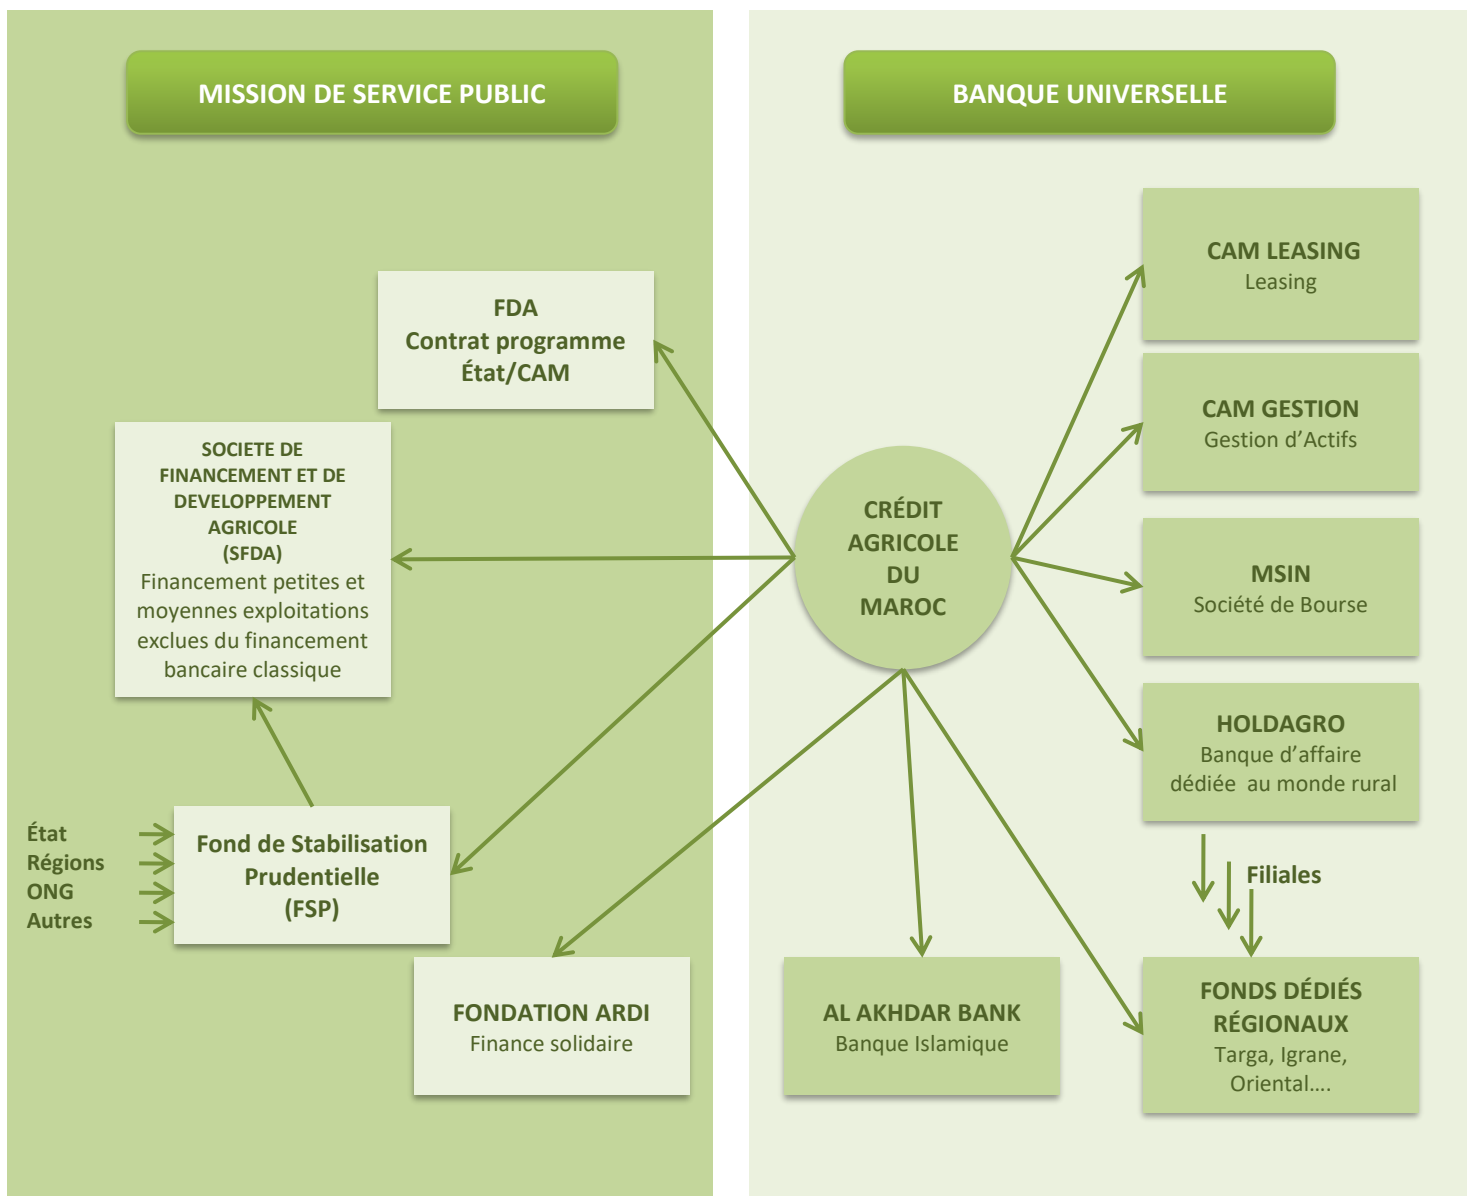 MISSION DE SERVICE PUBLIC
FDA
Contrat programme
État/CAM
SOCIETE DE
FINANCEMENT ET DE
DEVELOPPEMENT
AGRICOLE
(SFDA)
Financement petites et
moyennes exploitations
exclues du financement
bancaire classique
État
Régions
ONG
Autres
Fond de Stabilisation
Prudentielle
(FSP)
FONDATION ARDI
Finance solidaire
BANQUE UNIVERSELLE
CRÉDIT
AGRICOLE
DU
MAROC
CAM LEASING
Leasing
CAM GESTION
Gestion d’Actifs
MSIN
Société de Bourse
HOLDAGRO
Banque d’affaire
dédiée  au monde rural
Filiales
AL AKHDAR BANK
Banque Islamique
FONDS DÉDIÉS
RÉGIONAUX
Targa, Igrane,
Oriental….